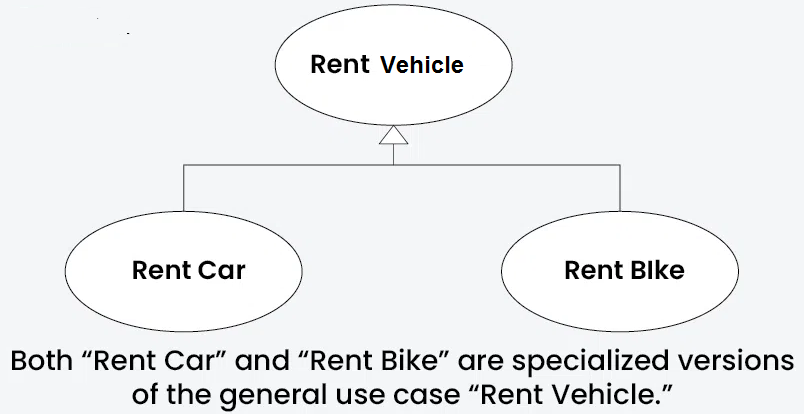 Rent Vehicle
Rent Car
Rent BIke
Both “Rent Car” and “Rent Bike” are specialized versions
of the general use case “Rent Vehicle.”